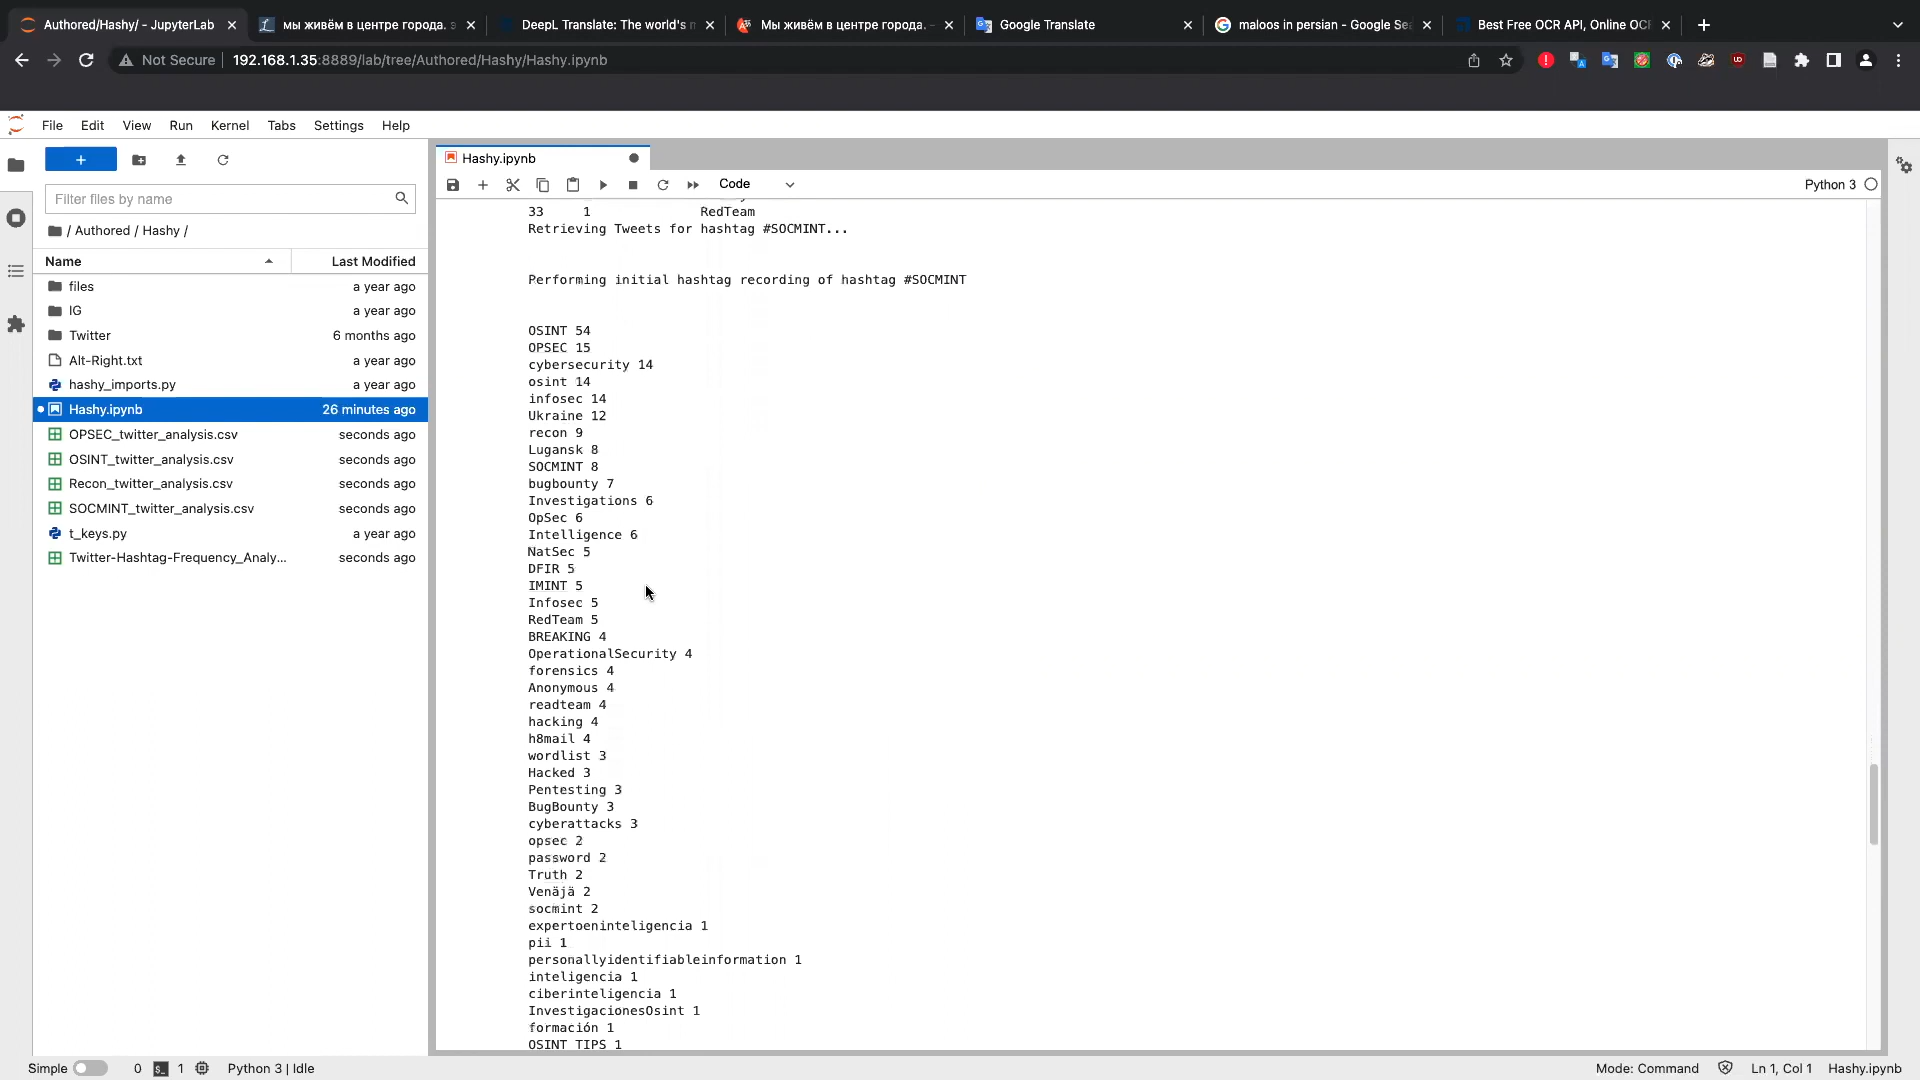 Authored/Hashy/ - JupyterLab
мы живём в центре города. э
DeepL Translate: The world's m
Мы живём в центре города. –
Google Translate
maloos in persian - Google Se
Best Free OCR API, Online OC
Not Secure
192.168.1.35:8889/lab/tree/Authored/Hashy/Hashy.ipynb
File Edit View Run Kernel Tabs Settings Help
Hashy.ipynb
Code
Python 3
Filter files by name
/ Authored / Hashy /
Name Last Modified
files a year ago
IG a year ago
Twitter 6 months ago
Alt-Right.txt a year ago
hashy_imports.py a year ago
Hashy.ipynb 26 minutes ago
OPSEC_twitter_analysis.csv seconds ago
OSINT_twitter_analysis.csv seconds ago
Recon_twitter_analysis.csv seconds ago
SOCMINT_twitter_analysis.csv seconds ago
t_keys.py a year ago
Twitter-Hashtag-Frequency_Analy... seconds ago
33 1 RedTeam
Retrieving Tweets for hashtag #SOCMINT...
Performing initial hashtag recording of hashtag #SOCMINT
OSINT 54
OPSEC 15
cybersecurity 14
osint 14
infosec 14
Ukraine 12
recon 9
Lugansk 8
SOCMINT 8
bugbounty 7
Investigations 6
OpSec 6
Intelligence 6
NatSec 5
DFIR 5
IMINT 5
Infosec 5
RedTeam 5
BREAKING 4
OperationalSecurity 4
forensics 4
Anonymous 4
readteam 4
hacking 4
h8mail 4
wordlist 3
Hacked 3
Pentesting 3
BugBounty 3
cyberattacks 3
opsec 2
password 2
Truth 2
Venäjä 2
socmint 2
expertoeninteligencia 1
pii 1
personallyidentifiableinformation 1
inteligencia 1
ciberinteligencia 1
InvestigacionesOsint 1
formación 1
OSINT_TIPS 1
Simple
0
1
Python 3 | Idle
Mode: Command
Ln 1, Col 1
Hashy.ipynb